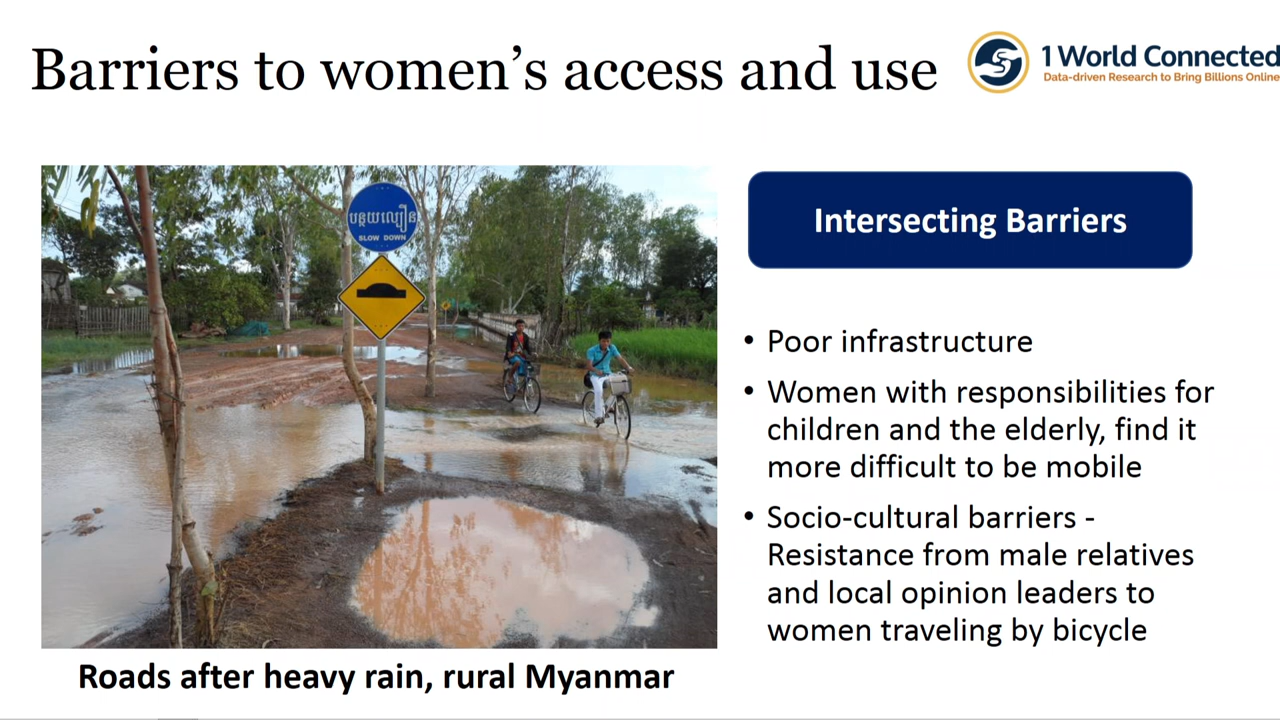 Barriers to women’s access and use
1 World Connected
Data-driven Research to Bring Billions Online
បន្ថយល្បឿន
SLOW DOWN
Intersecting Barriers
• Poor infrastructure
• Women with responsibilities for
children and the elderly, find it
more difficult to be mobile
• Socio-cultural barriers -
Resistance from male relatives
and local opinion leaders to
women traveling by bicycle
Roads after heavy rain, rural Myanmar